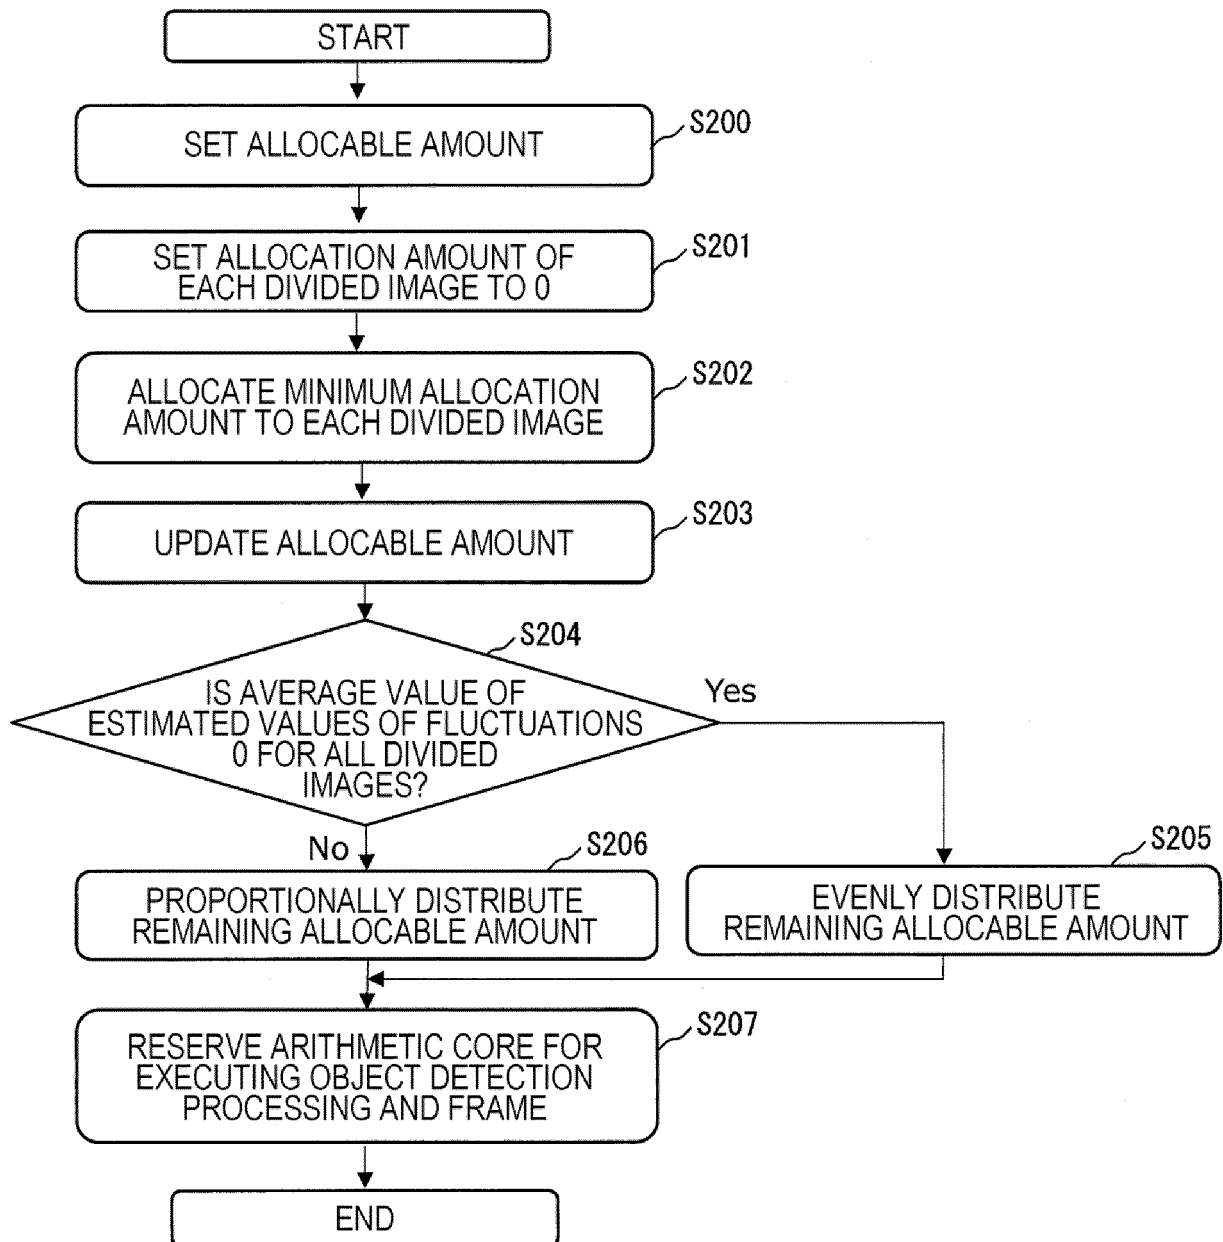 START
SET ALLOCABLE AMOUNT
S200
SET ALLOCATION AMOUNT OF
EACH DIVIDED IMAGE TO 0
S201
ALLOCATE MINIMUM ALLOCATION
AMOUNT TO EACH DIVIDED IMAGE
S202
UPDATE ALLOCABLE AMOUNT
S203
S204
IS AVERAGE VALUE OF
ESTIMATED VALUES OF FLUCTUATIONS
0 FOR ALL DIVIDED
IMAGES?
Yes
No
S206
PROPORTIONALLY DISTRIBUTE
REMAINING ALLOCABLE AMOUNT
S205
EVENLY DISTRIBUTE
REMAINING ALLOCABLE AMOUNT
S207
RESERVE ARITHMETIC CORE FOR
EXECUTING OBJECT DETECTION
PROCESSING AND FRAME
END